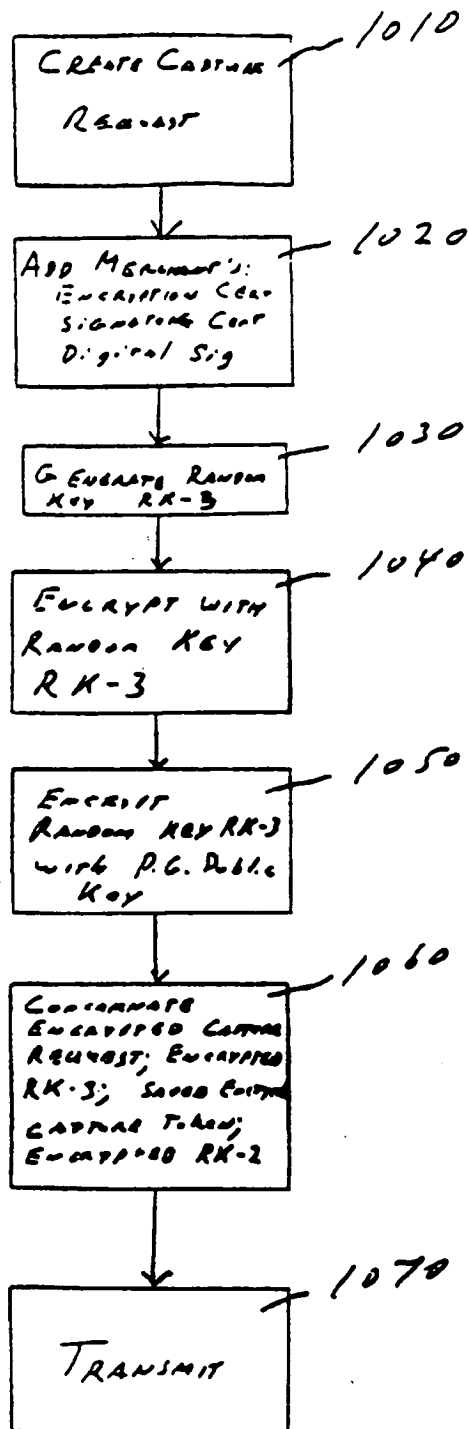 1010
CREATE CAPTURE
REQUEST
1020
ADD MERCHANT'S:
ENCRYPTION CERT
SIGNATURE CERT
DIGITAL SIG
1030
GENERATE RANDOM
KEY RK-3
1040
ENCRYPT WITH
RANDOM KEY
RK-3
1050
ENCRYPT
RANDOM KEY RK-3
WITH P.G. PUBLIC
KEY
1060
CONCATENATE
ENCRYPTED CAPTURE
REQUEST; ENCRYPTED
RK-3; SAVED
CAPTURE TOKEN;
ENCRYPTED RK-2
1070
TRANSMIT